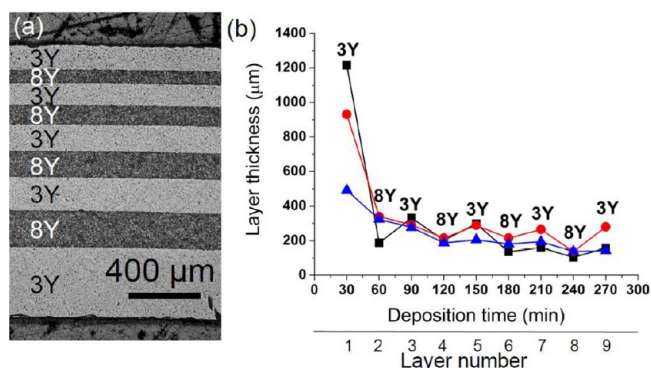 (a)
3Y
8Y
3Y
8Y
3Y
8Y
3Y
8Y
3Y
400 µm
(b)
Layer thickness (µm)
1400
1200
1000
800
600
400
200
0
3Y
8Y
3Y
8Y
3Y
8Y
3Y
8Y
3Y
0 30 60 90 120 150 180 210 240 270 300
Deposition time (min)
1 2 3 4 5 6 7 8 9
Layer number